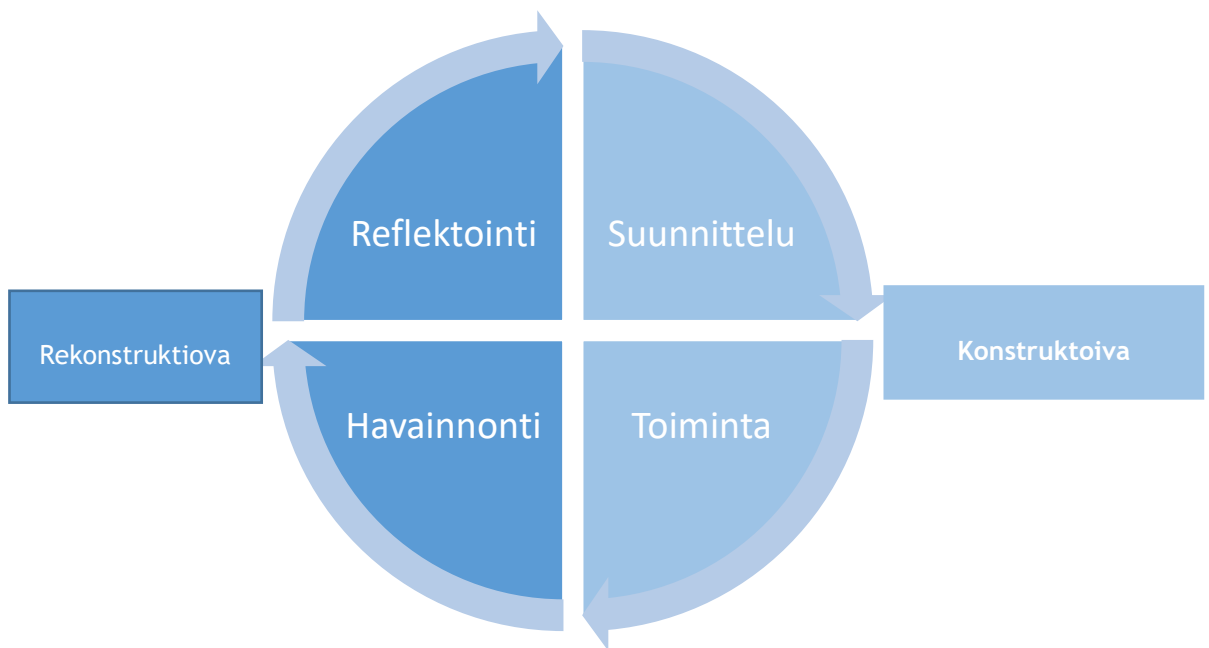 Reflektointi
Suunnittelu
Rekonstruktiova
Konstruktoiva
Havainnonti
Toiminta